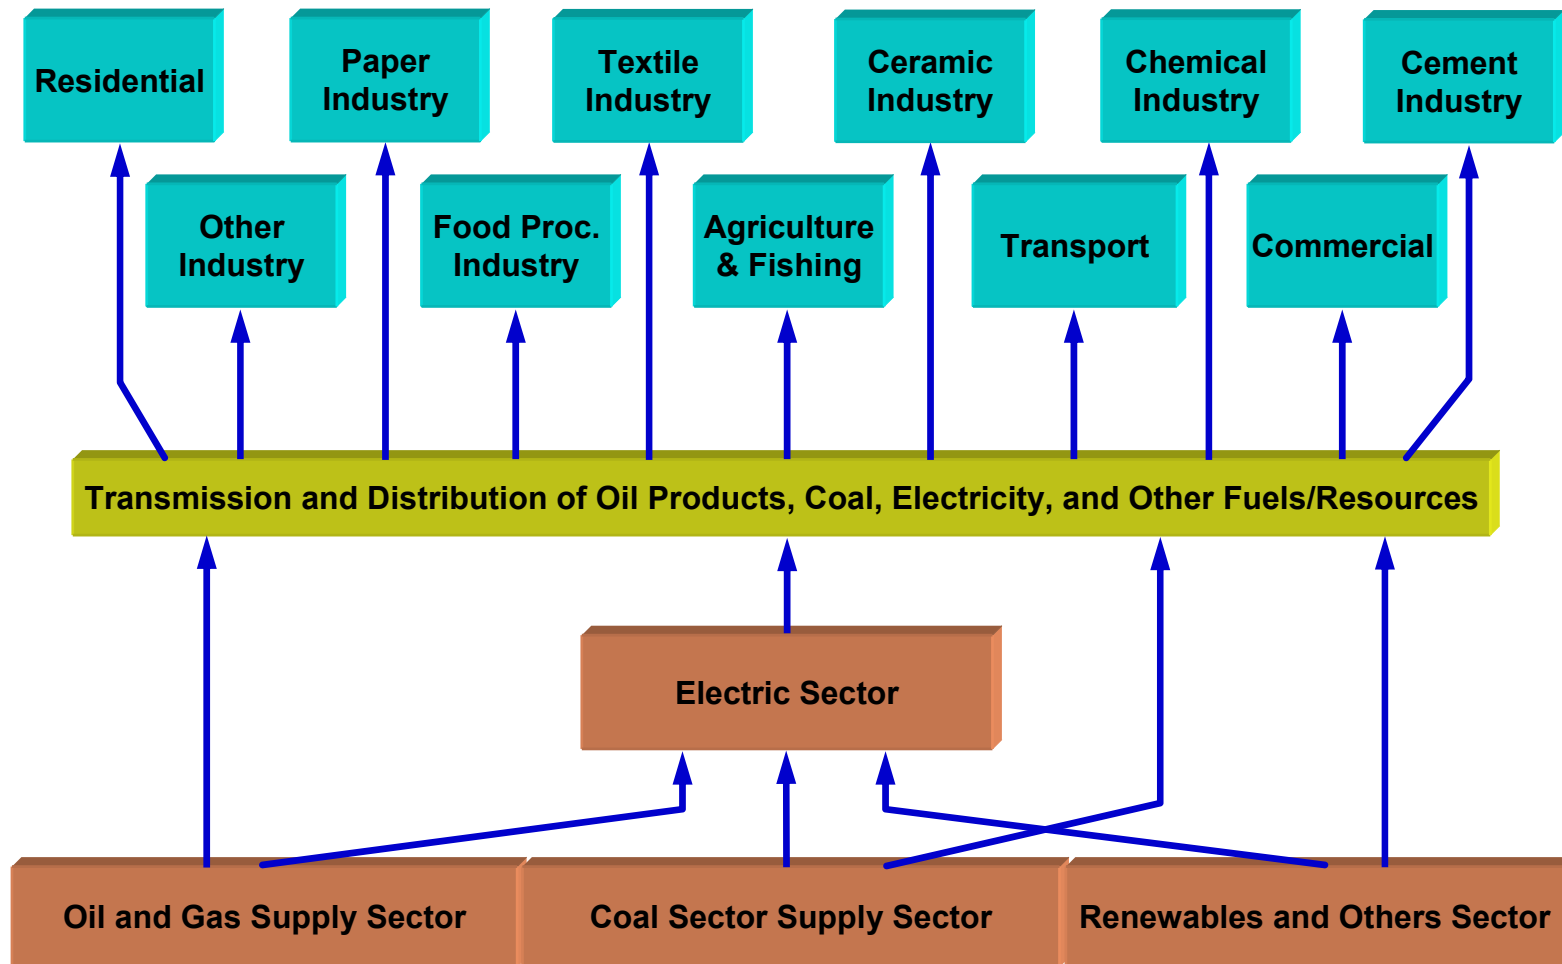 Residential
Paper
Industry
Textile
Industry
Ceramic
Industry
Chemical
Industry
Cement
Industry
Other
Industry
Food Proc.
Industry
Agriculture
& Fishing
Transport
Commercial
Transmission and Distribution of Oil Products, Coal, Electricity, and Other Fuels/Resources
Electric Sector
Oil and Gas Supply Sector
Coal Sector Supply Sector
Renewables and Others Sector